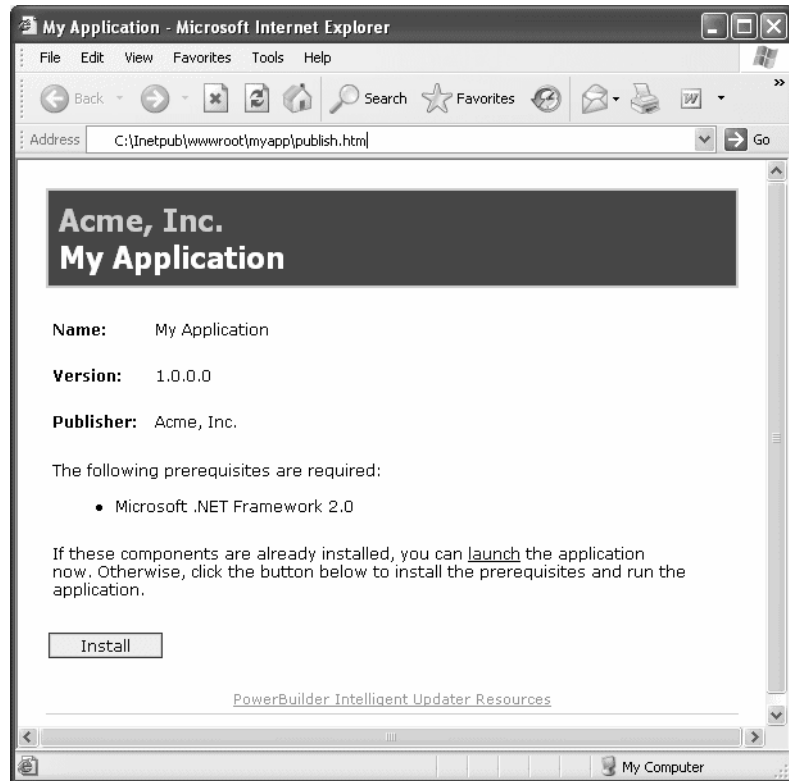 My Application - Microsoft Internet Explorer
File Edit View Favorites Tools Help
Back Search Favorites W »
Address C:\Inetpub\wwwroot\myapp\publish.htm Go
Acme, Inc.
My Application
Name: My Application
Version: 1.0.0.0
Publisher: Acme, Inc.
The following prerequisites are required:
• Microsoft .NET Framework 2.0
If these components are already installed, you can launch the application
now. Otherwise, click the button below to install the prerequisites and run the
application.
Install
PowerBuilder Intelligent Updater Resources
My Computer